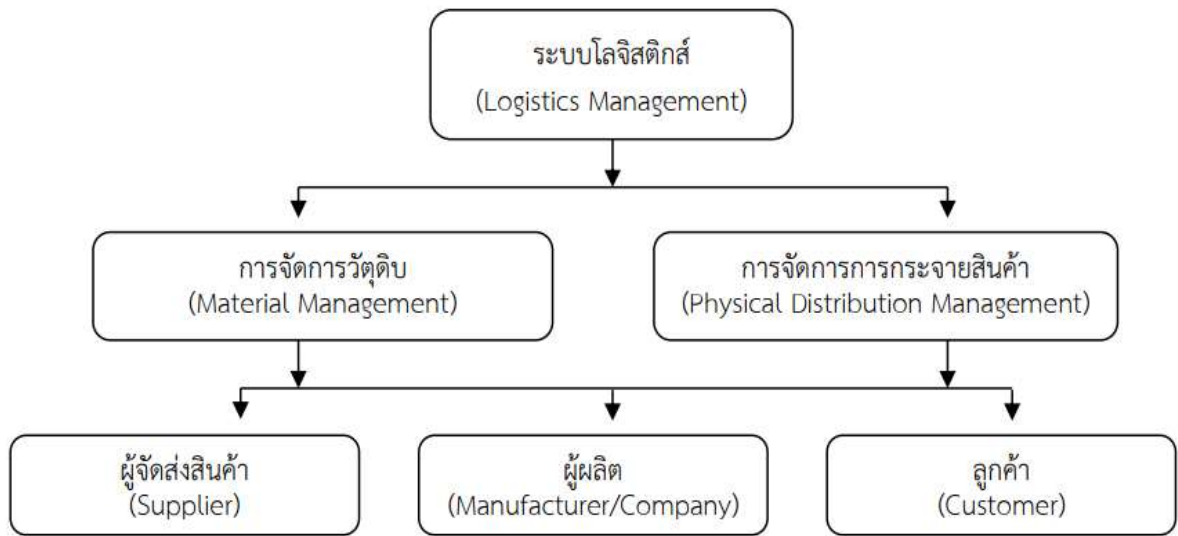 ระบบโลจิสติกส์
(Logistics Management)
การจัดการวัตุดิบ
(Material Management)
การจัดการการกระจายสินค้า
(Physical Distribution Management)
ผู้จัดส่งสินค้า
(Supplier)
ผู้ผลิต
(Manufacturer/Company)
ลูกค้า
(Customer)